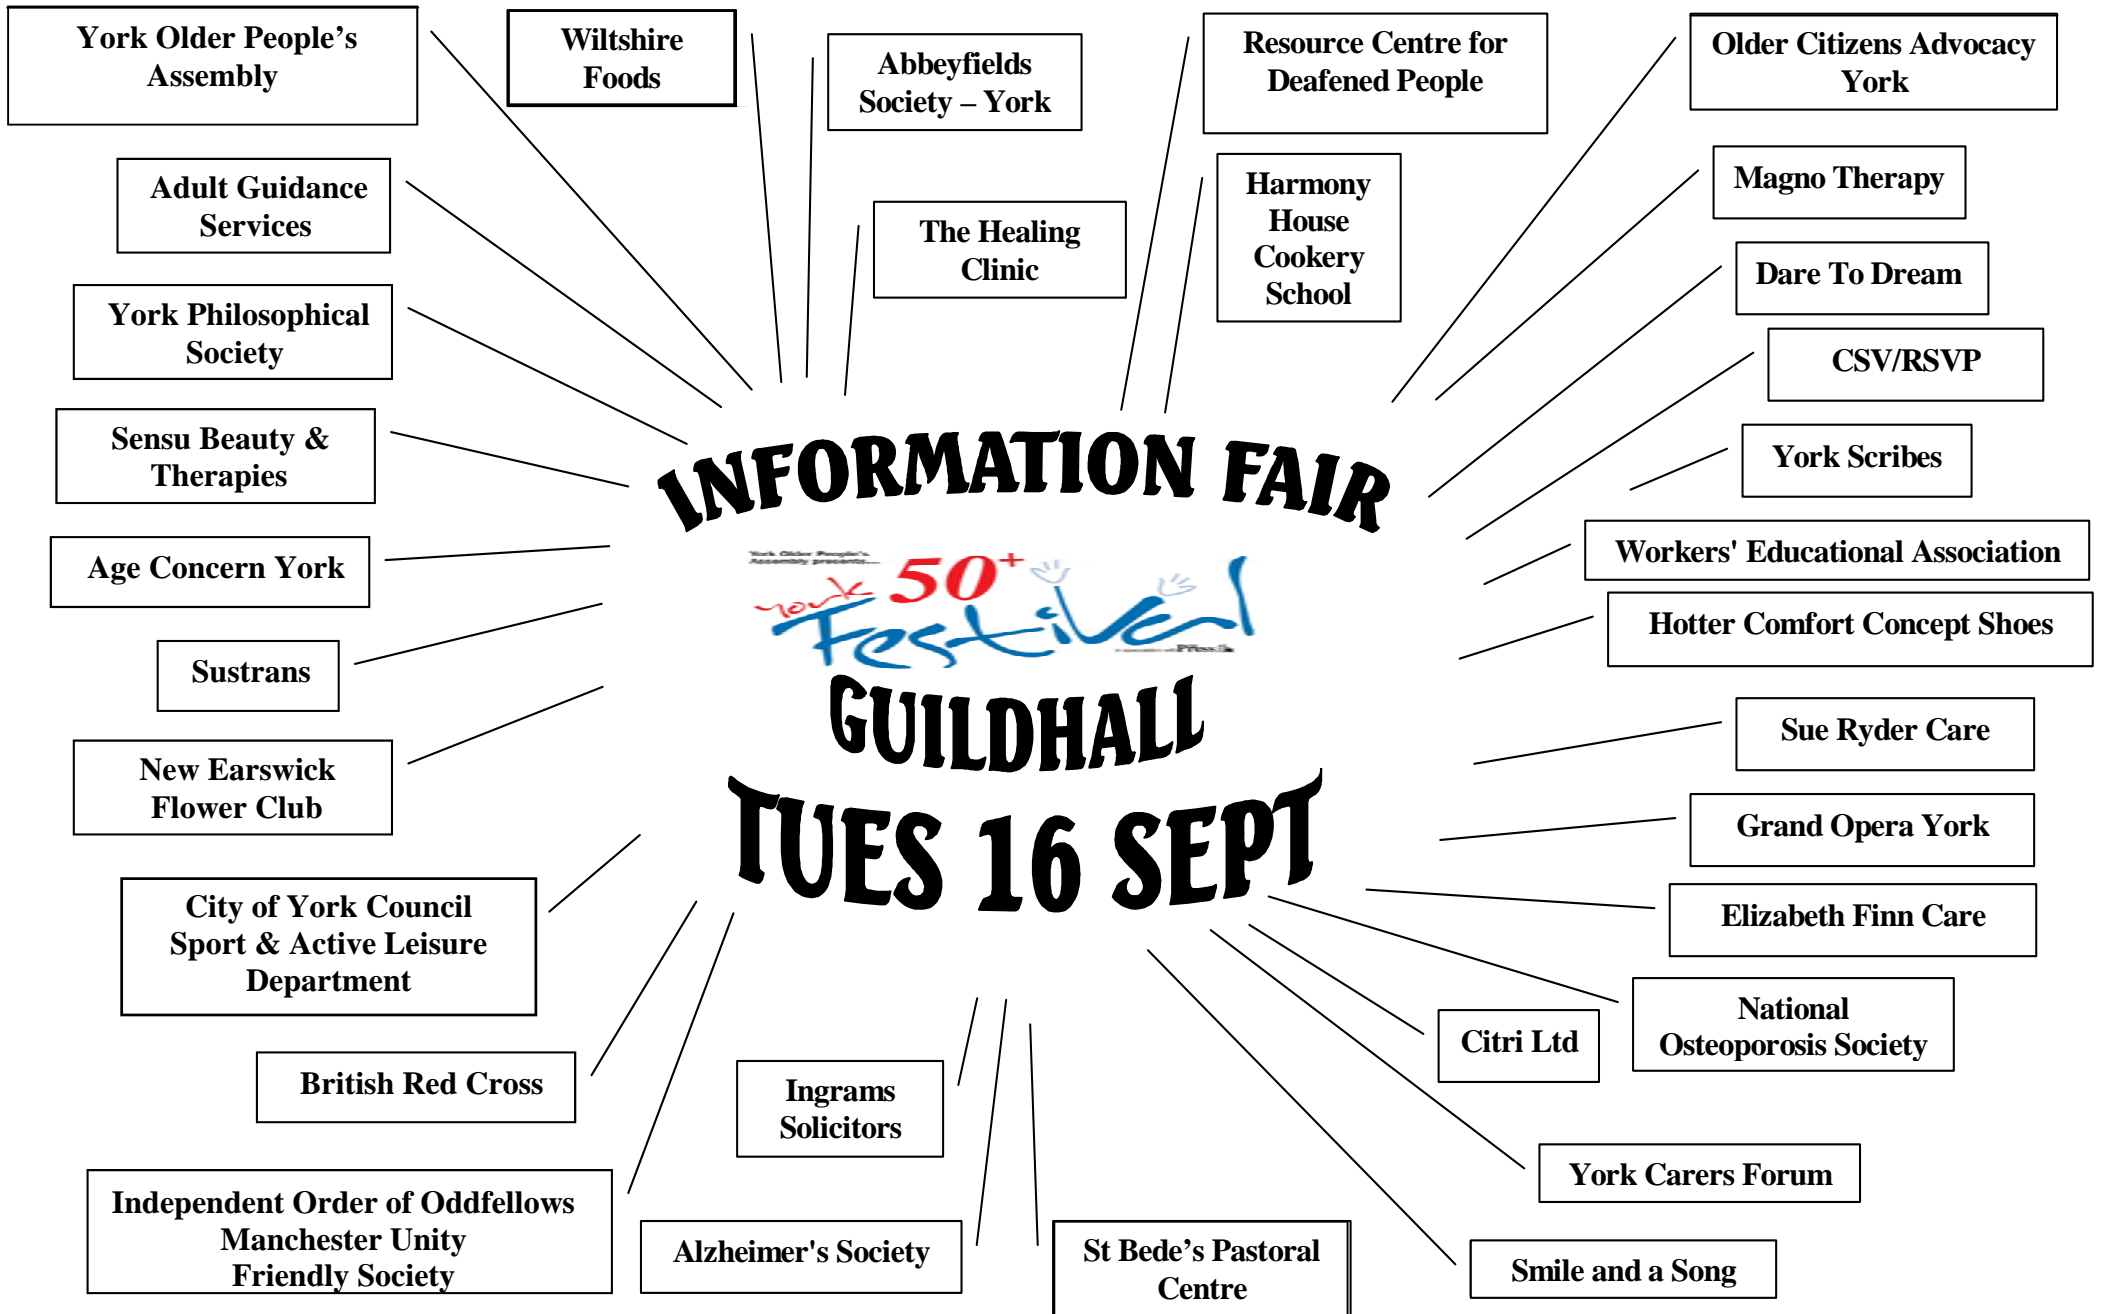 York Older People’s
Assembly
Wiltshire
Foods
Abbeyfields
Society – York
Resource Centre for
Deafened People
Older Citizens Advocacy
York
Adult Guidance
Services
The Healing
Clinic
Harmony
House
Cookery
School
Magno Therapy
Dare To Dream
York Philosophical
Society
CSV/RSVP
Sensu Beauty &
Therapies
York Scribes
INFORMATION FAIR
Age Concern York
Workers' Educational Association
York Older People's
Assembly presents....
York 50+
Festival
Press
Hotter Comfort Concept Shoes
Sustrans
GUILDHALL
Sue Ryder Care
New Earswick
Flower Club
TUES 16 SEPT
Grand Opera York
City of York Council
Sport & Active Leisure
Department
Elizabeth Finn Care
National
Osteoporosis Society
Citri Ltd
British Red Cross
Ingrams
Solicitors
York Carers Forum
Independent Order of Oddfellows
Manchester Unity
Friendly Society
Alzheimer's Society
St Bede’s Pastoral
Centre
Smile and a Song